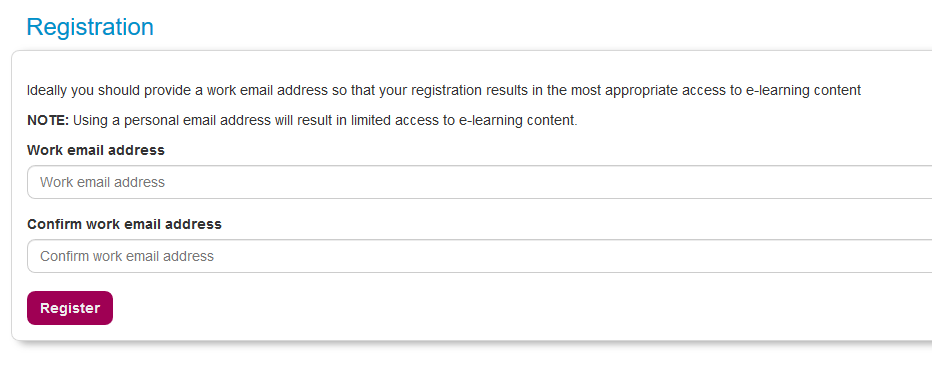 Registration
Ideally you should provide a work email address so that your registration results in the most appropriate access to e-learning content
NOTE: Using a personal email address will result in limited access to e-learning content.
Work email address
Work email address
Confirm work email address
Confirm work email address
Register